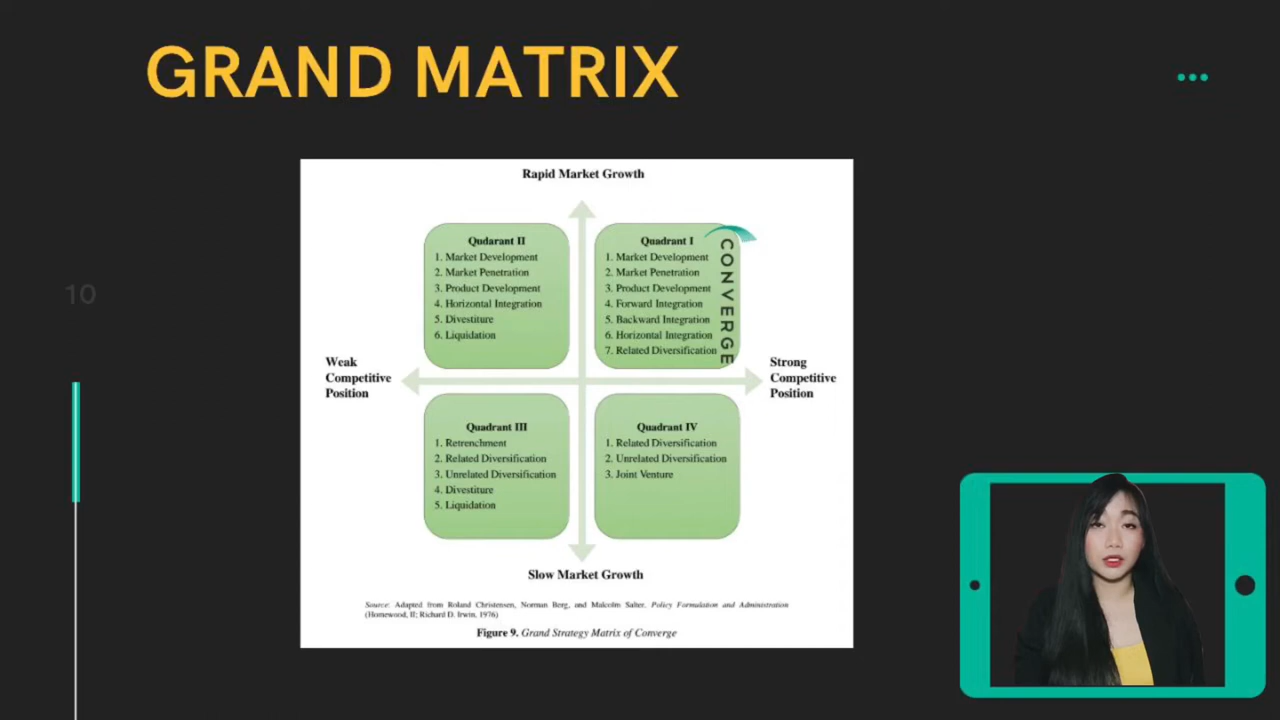 GRAND MATRIX
10
Rapid Market Growth
Qudarant II
1. Market Development
2. Market Penetration
3. Product Development
4. Horizontal Integration
5. Divestiture
6. Liquidation
Quadrant I
1. Market Development
2. Market Penetration
3. Product Development
4. Forward Integration
5. Backward Integration
6. Horizontal Integration
7. Related Diversification
CONVERGE
Weak
Competitive
Position
Strong
Competitive
Position
Quadrant III
1. Retrenchment
2. Related Diversification
3. Unrelated Diversification
4. Divestiture
5. Liquidation
Quadrant IV
1. Related Diversification
2. Unrelated Diversification
3. Joint Venture
Slow Market Growth
Source: Adapted from Roland Christensen, Norman Berg, and Malcolm Salter, Policy Formulation and Administration
(Homewood, Il; Richard D. Irwin, 1976)
Figure 9. Grand Strategy Matrix of Converge